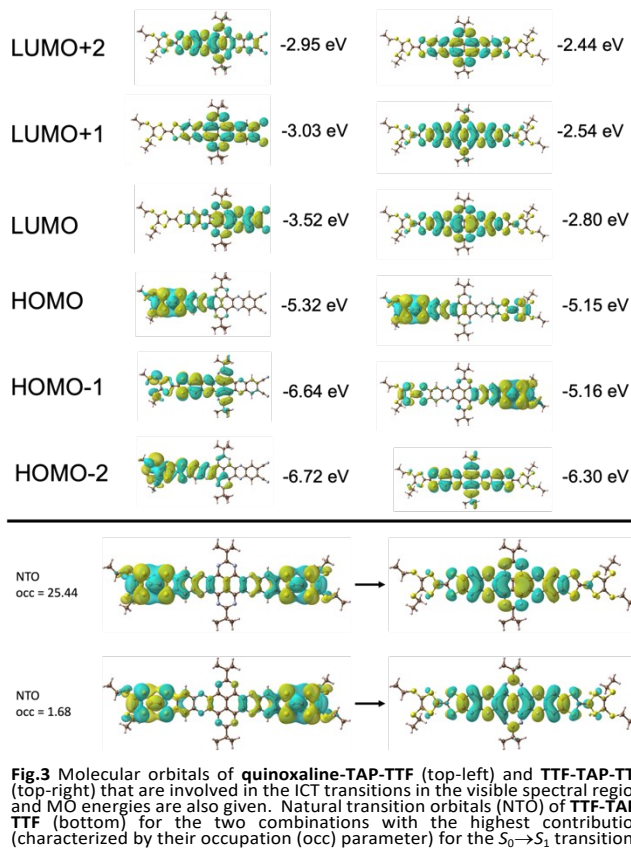 LUMO+2 -2.95 eV -2.44 eV
LUMO+1 -3.03 eV -2.54 eV
LUMO -3.52 eV -2.80 eV
HOMO -5.32 eV -5.15 eV
HOMO-1 -6.64 eV -5.16 eV
HOMO-2 -6.72 eV -6.30 eV
NTO
occ = 25.44
NTO
occ = 1.68
Fig.3 Molecular orbitals of quinoxaline-TAP-TTF (top-left) and TTF-TAP-TT
(top-right) that are involved in the ICT transitions in the visible spectral regio
and MO energies are also given. Natural transition orbitals (NTO) of TTF-TAP
TTF (bottom) for the two combinations with the highest contributio
(characterized by their occupation (occ) parameter) for the S₀→S₁ transition